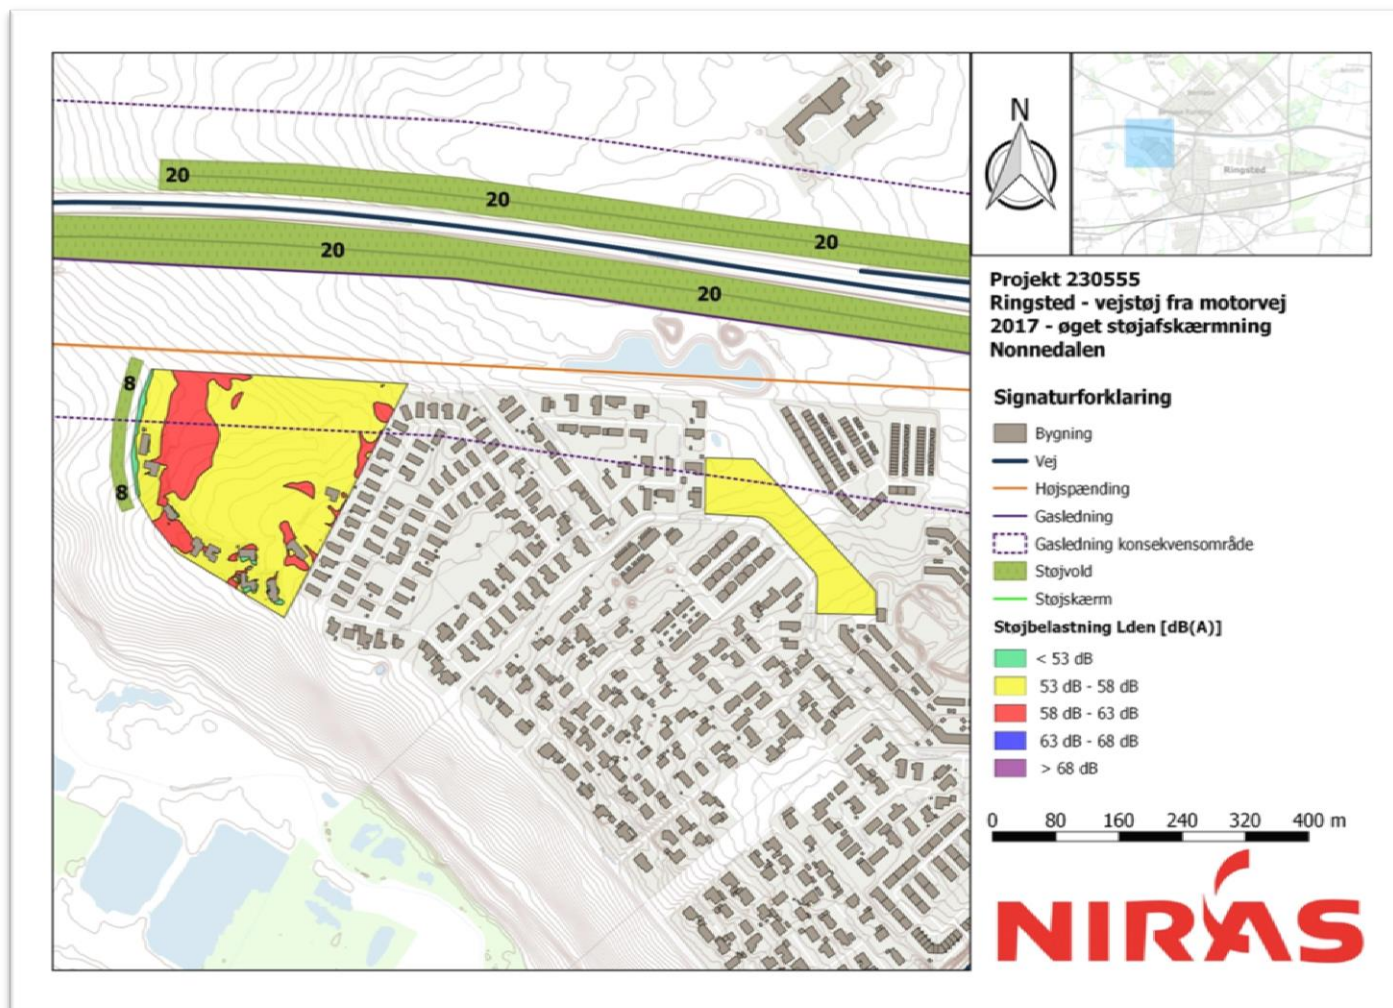 20
20
20
20
20
8
8
N
Ringsted
Projekt 230555
Ringsted - vejstøj fra motorvej
2017 - øget støjafskærmning
Nonnedalen
Signaturforklaring
Bygning
Vej
Højspænding
Gasledning
Gasledning konsekvensområde
Støjvold
Støjskærm
Støjbelastning Lden [dB(A)]
< 53 dB
53 dB - 58 dB
58 dB - 63 dB
63 dB - 68 dB
> 68 dB
0 80 160 240 320 400 m
NIRAS